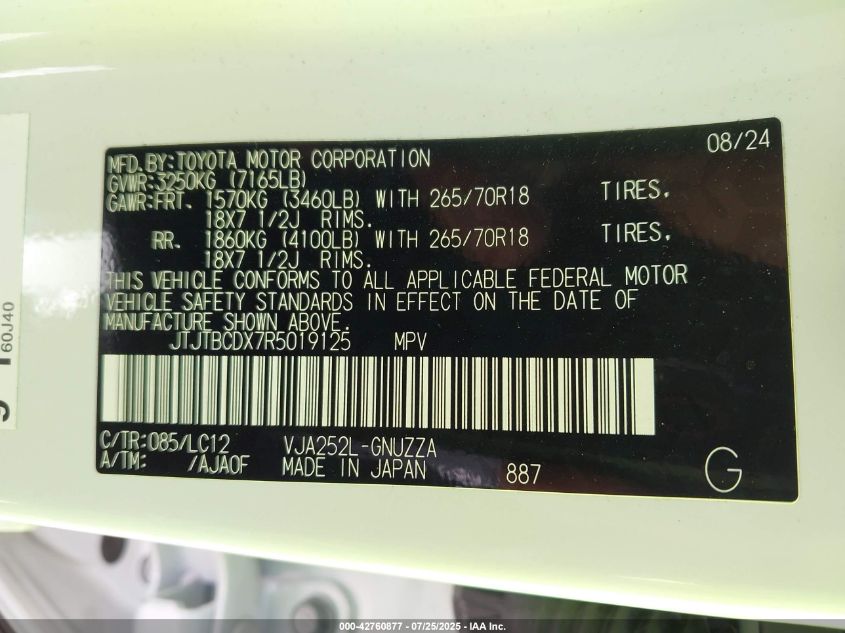 08/24
MFD.BY:TOYOTA MOTOR CORPORATION
GVWR:3250KG (7165LB)
GAWR:FRT. 1570KG (3460LB) WITH 265/70R18 TIRES.
18X7 1/2J RIMS.
RR. 1860KG (4100LB) WITH 265/70R18 TIRES.
18X7 1/2J RIMS.
THIS VEHICLE CONFORMS TO ALL APPLICABLE FEDERAL MOTOR
VEHICLE SAFETY STANDARDS IN EFFECT ON THE DATE OF
MANUFACTURE SHOWN ABOVE.
JTJTBCDX7R5019125 MPV
C/TR:085/LC12 VJA252L-GNUZZA
A/TM: /AJA0F MADE IN JAPAN 887
G
60J40
000-42760877 - 07/25/2025 - IAA Inc.